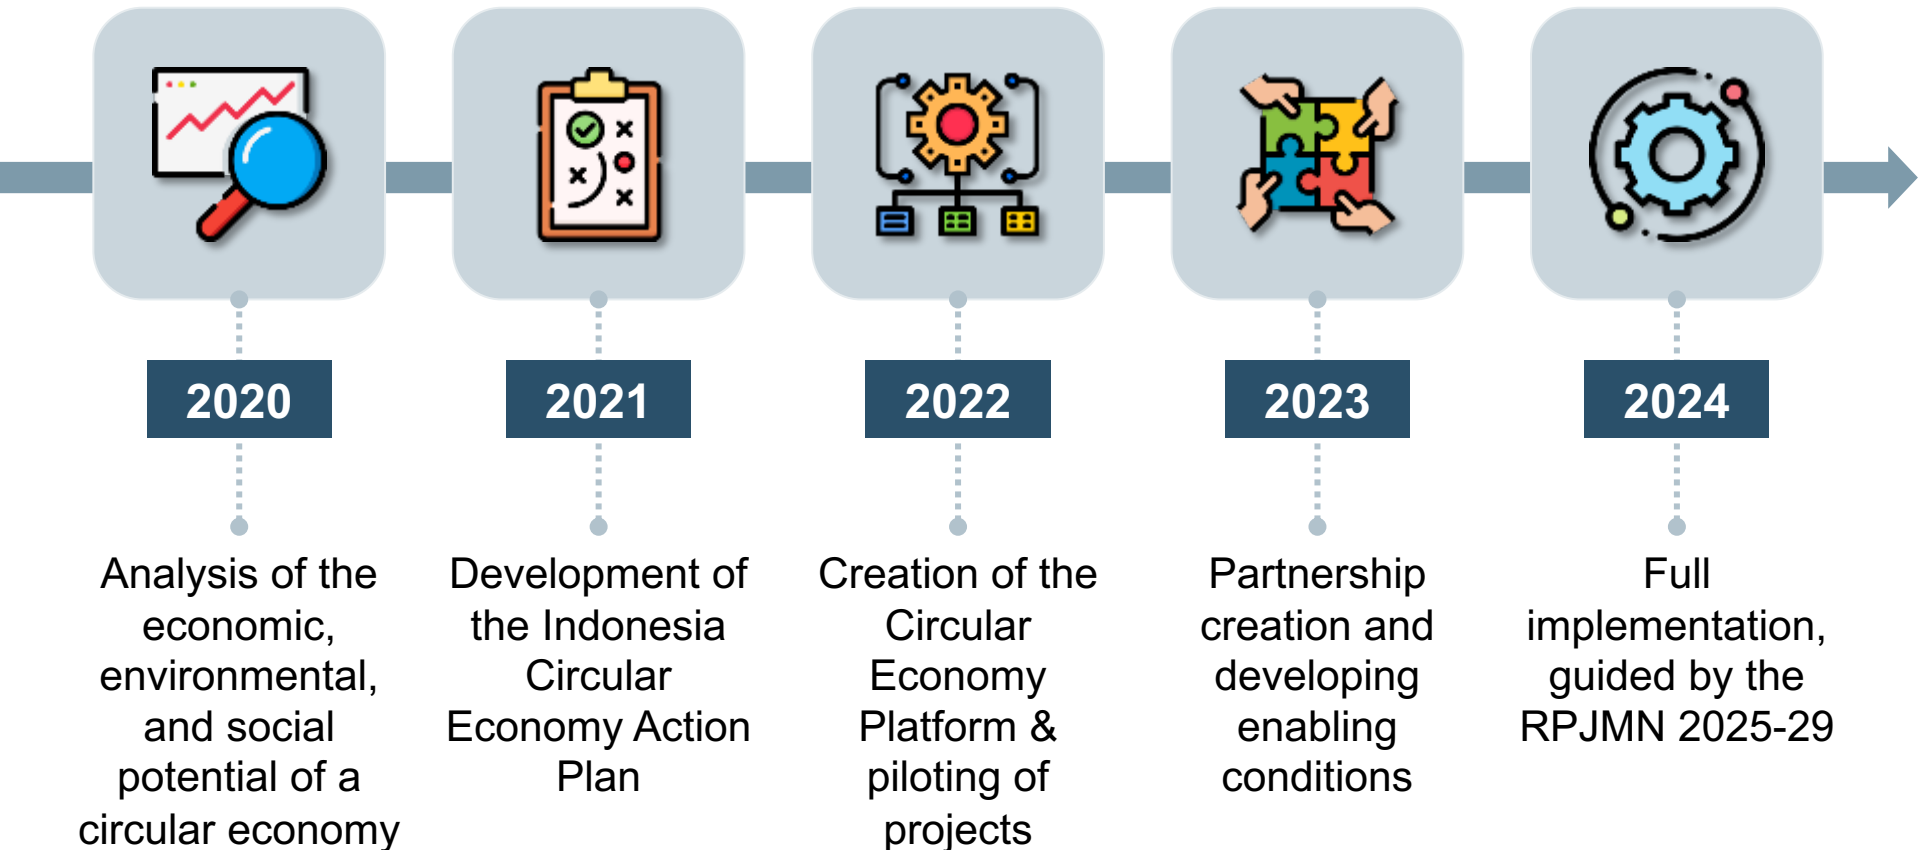 2020
Analysis of the
economic,
environmental,
and social
potential of a
circular economy
2021
Development of
the Indonesia
Circular
Economy Action
Plan
2022
Creation of the
Circular
Economy
Platform &
piloting of
projects
2023
Partnership
creation and
developing
enabling
conditions
2024
Full
implementation,
guided by the
RPJMN 2025-29